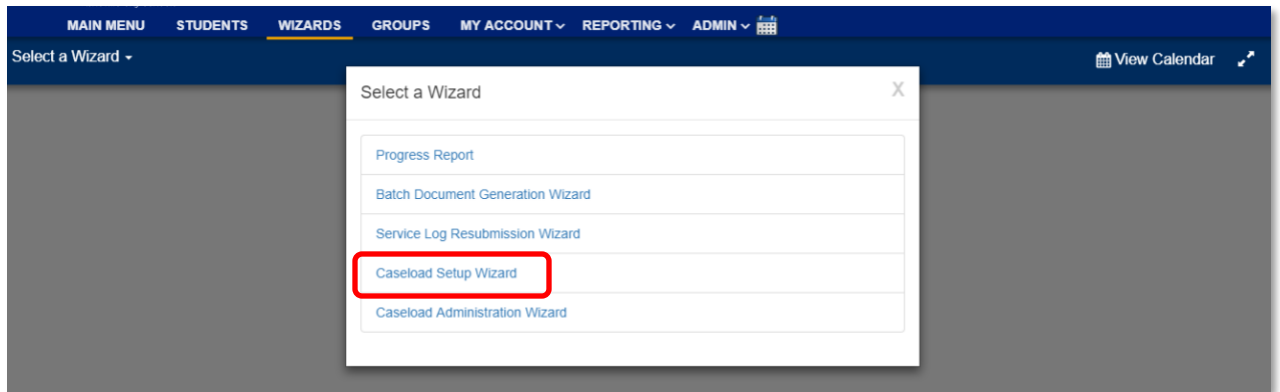 MAIN MENU STUDENTS WIZARDS GROUPS MY ACCOUNT REPORTING ADMIN
Select a Wizard View Calendar
Select a Wizard X
Progress Report
Batch Document Generation Wizard
Service Log Resubmission Wizard
Caseload Setup Wizard
Caseload Administration Wizard